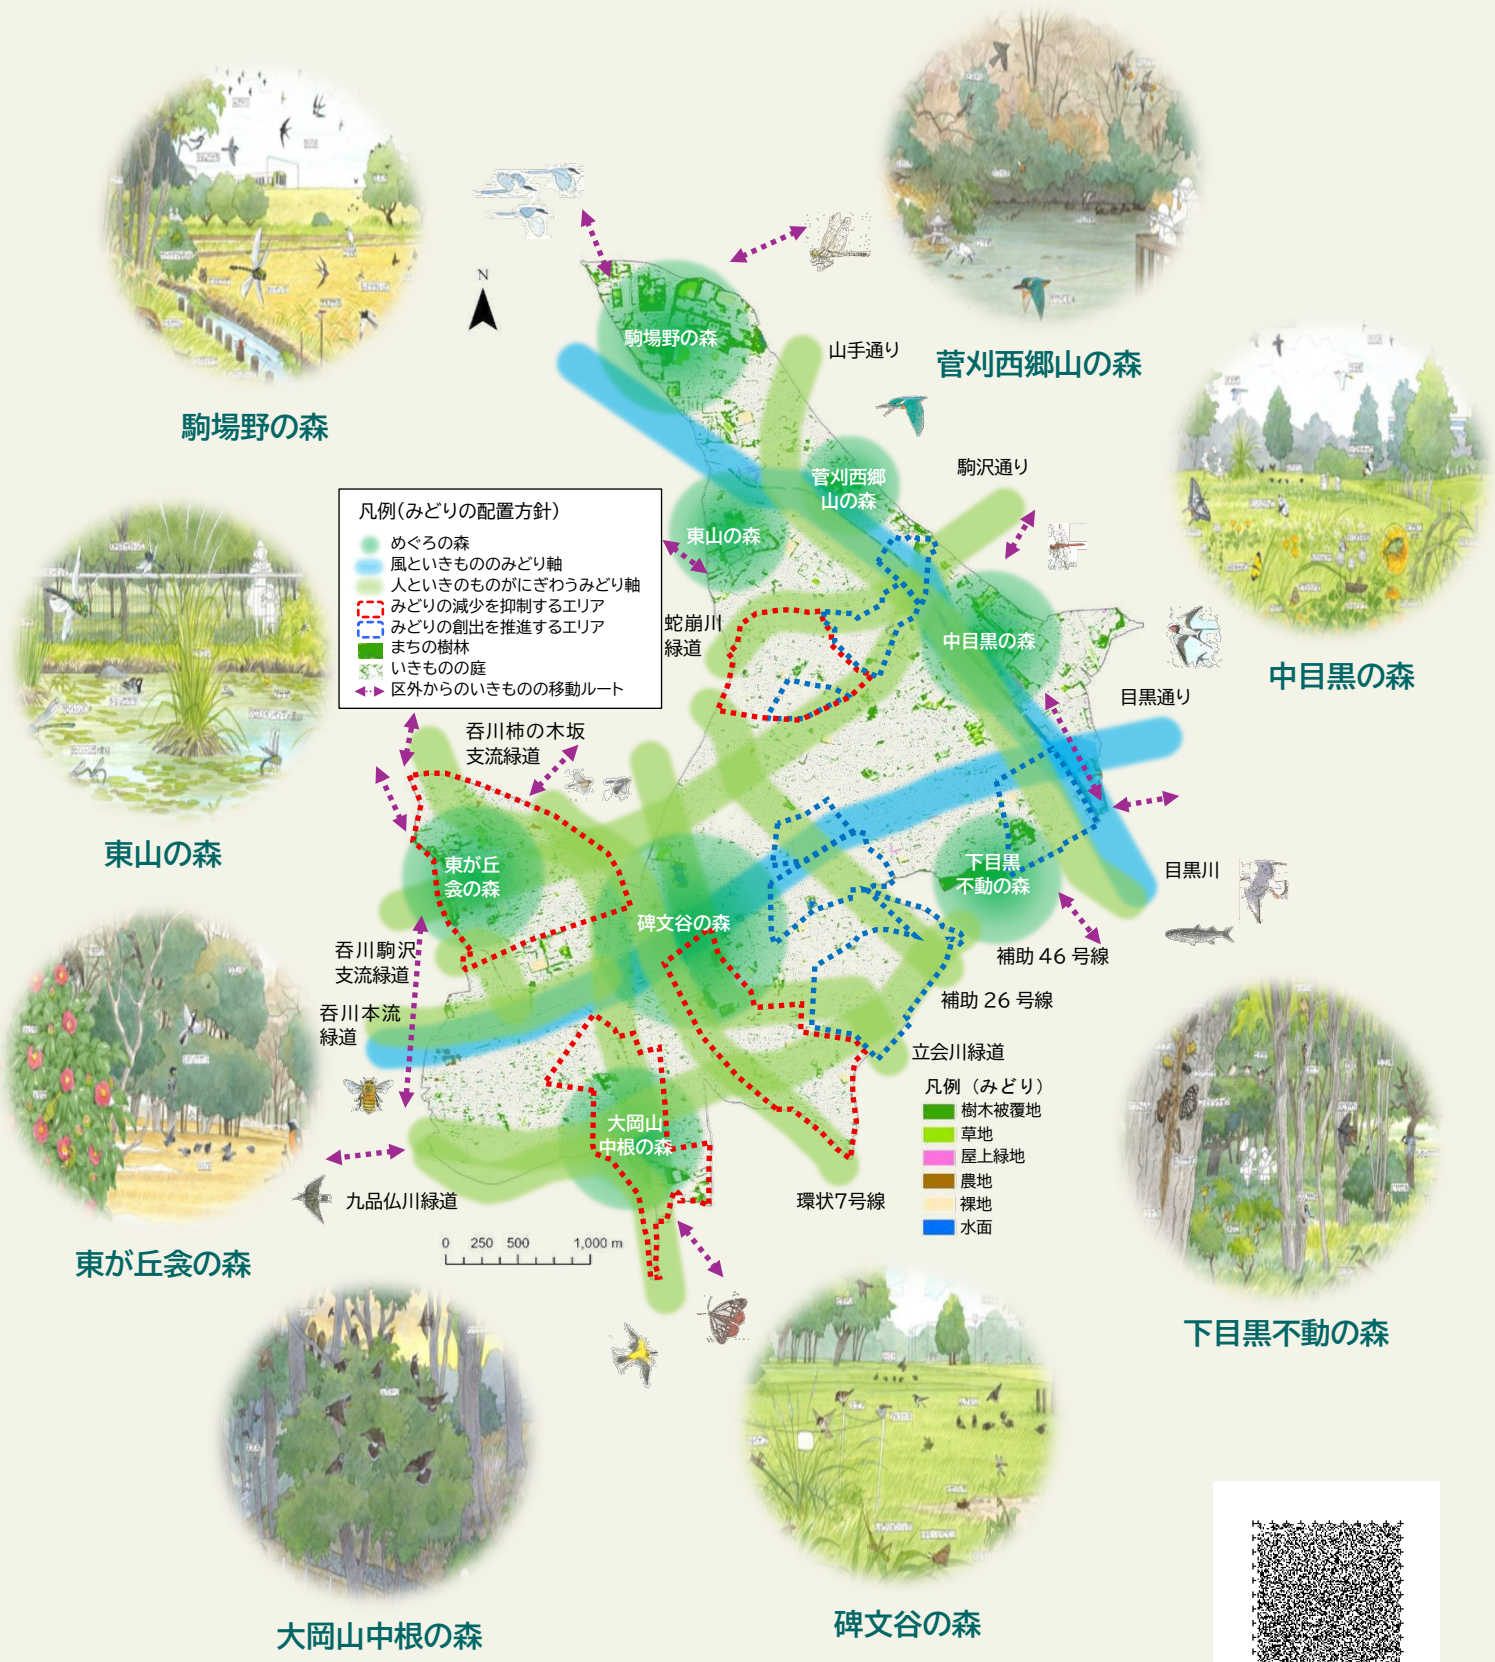 駒場野の森
菅刈西郷山の森
中目黒の森
東山の森
東が丘衾の森
下目黒不動の森
大岡山中根の森
碑文谷の森
N
駒場野の森
山手通り
菅刈西郷
山の森
駒沢通り
東山の森
凡例(みどりの配置方針)
めぐろの森
風といきもののみどり軸
人といきのものがにぎわうみどり軸
みどりの減少を抑制するエリア
みどりの創出を推進するエリア
まちの樹林
いきものの庭
区外からのいきものの移動ルート
蛇崩川
緑道
中目黒の森
目黒通り
呑川柿の木坂
支流緑道
東が丘
衾の森
下目黒
不動の森
目黒川
碑文谷の森
呑川駒沢
支流緑道
補助 46 号線
補助 26 号線
呑川本流
緑道
立会川緑道
大岡山
中根の森
九品仏川緑道
環状7号線
凡例（みどり）
樹木被覆地
草地
屋上緑地
農地
裸地
水面
0 250 500 1,000 m